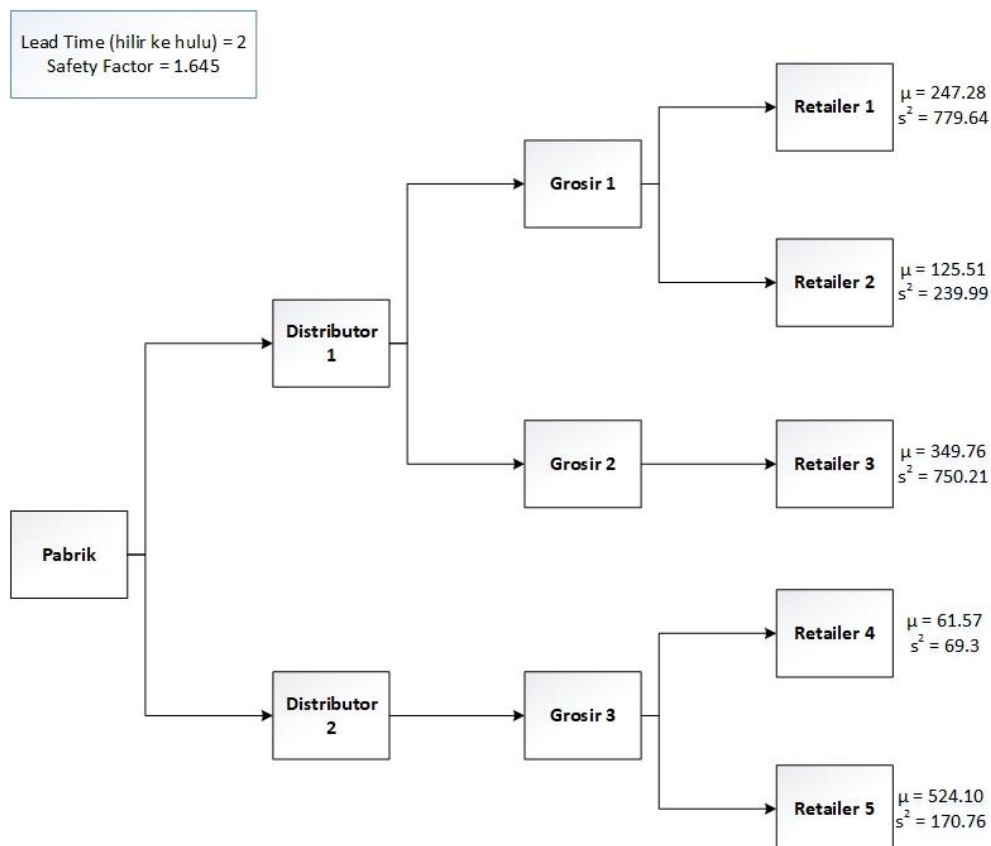 Lead Time (hilir ke hulu) = 2
Safety Factor = 1.645
Retailer 1
μ = 247.28
s² = 779.64
Grosir 1
Retailer 2
μ = 125.51
s² = 239.99
Distributor
1
Grosir 2
Retailer 3
μ = 349.76
s² = 750.21
Pabrik
Retailer 4
μ = 61.57
s² = 69.3
Distributor
2
Grosir 3
Retailer 5
μ = 524.10
s² = 170.76